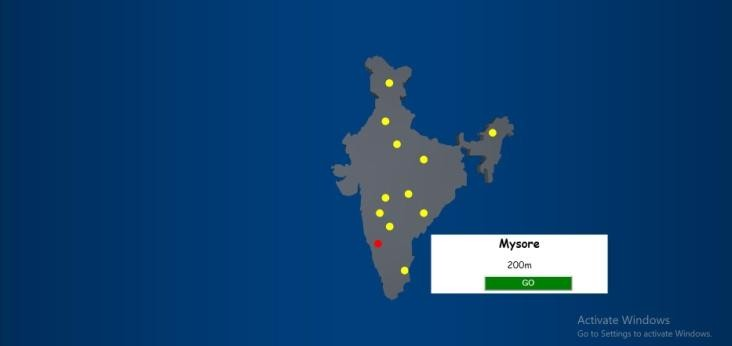 Mysore
200m
GO
Activate Windows
Go to Settings to activate Windows.